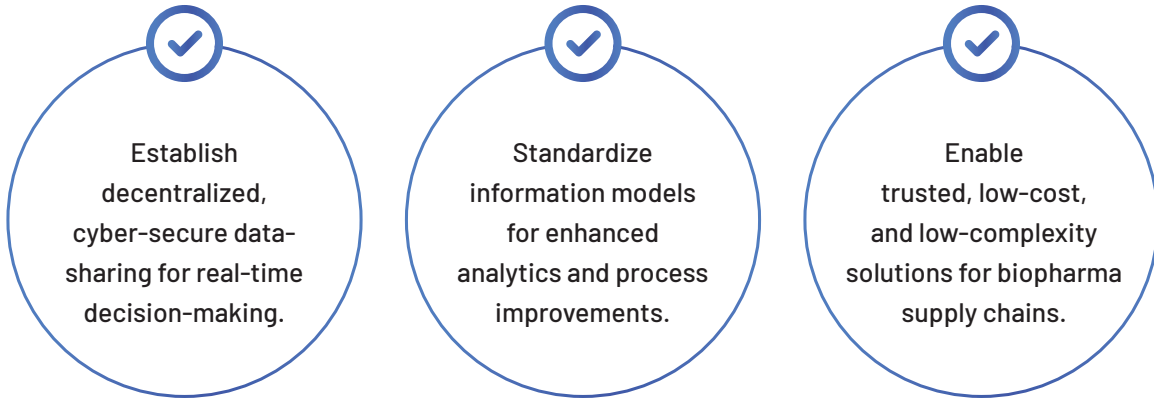 Establish
decentralized,
cyber-secure data-
sharing for real-time
decision-making.
Standardize
information models
for enhanced
analytics and process
improvements.
Enable
trusted, low-cost,
and low-complexity
solutions for biopharma
supply chains.